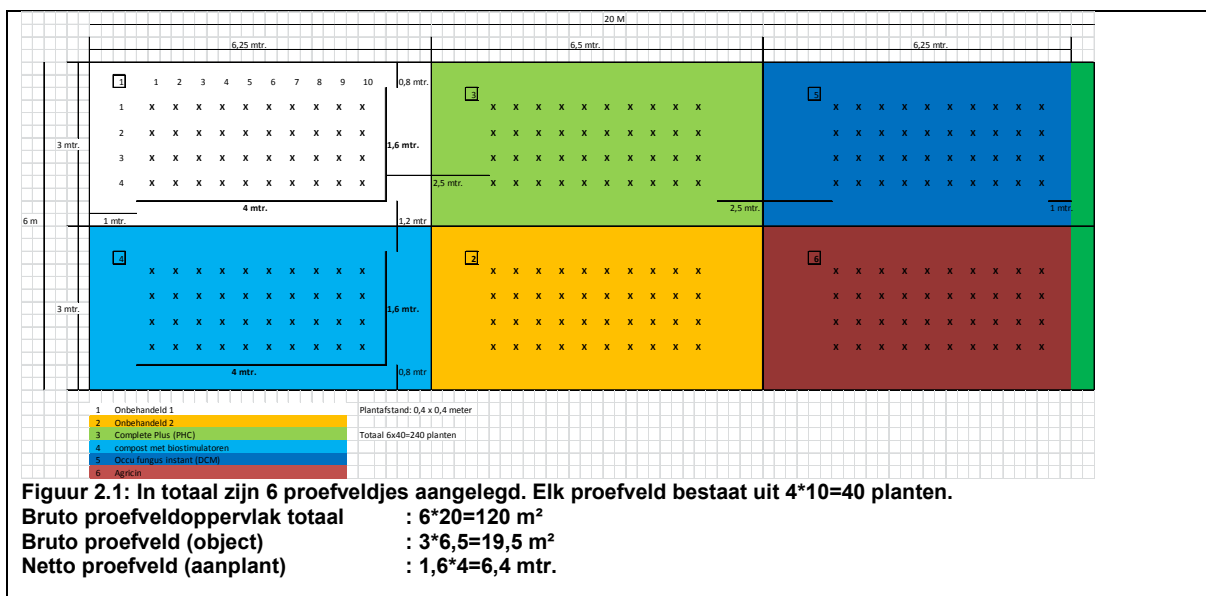 20 M
6,25 mtr. 6,5 mtr. 6,25 mtr.
1 1 2 3 4 5 6 7 8 9 10 0,8 mtr. 3 5
1 x x x x x x x x x x x x x x x x x x x x x x x x x x x x x x
2 x x x x x x x x x x x x x x x x x x x x x x x x x x x x x x
3 mtr. 1,6 mtr.
3 x x x x x x x x x x x x x x x x x x x x x x x x x x x x x x
4 x x x x x x x x x x 2,5 mtr. x x x x x x x x x x x x x x x x x x x x
4 mtr. 2,5 mtr. 1 mtr.
6 m 1 mtr. 1,2 mtr
4 2 6
x x x x x x x x x x x x x x x x x x x x x x x x x x x x x x
x x x x x x x x x x x x x x x x x x x x x x x x x x x x x x
3 mtr. 1,6 mtr.
x x x x x x x x x x x x x x x x x x x x x x x x x x x x x x
x x x x x x x x x x x x x x x x x x x x x x x x x x x x x x
4 mtr. 0,8 mtr
1 Onbehandeld 1 Plantafstand: 0,4 x 0,4 meter
2 Onbehandeld 2
3 Complete Plus (PHC) Totaal 6x40=240 planten
4 compost met biostimulatoren
5 Occu fungus instant (DCM)
6 Agricin
Figuur 2.1: In totaal zijn 6 proefveldjes aangelegd. Elk proefveld bestaat uit 4*10=40 planten.
Bruto proefveldoppervlak totaal : 6*20=120 m²
Bruto proefveld (object) : 3*6,5=19,5 m²
Netto proefveld (aanplant) : 1,6*4=6,4 mtr.